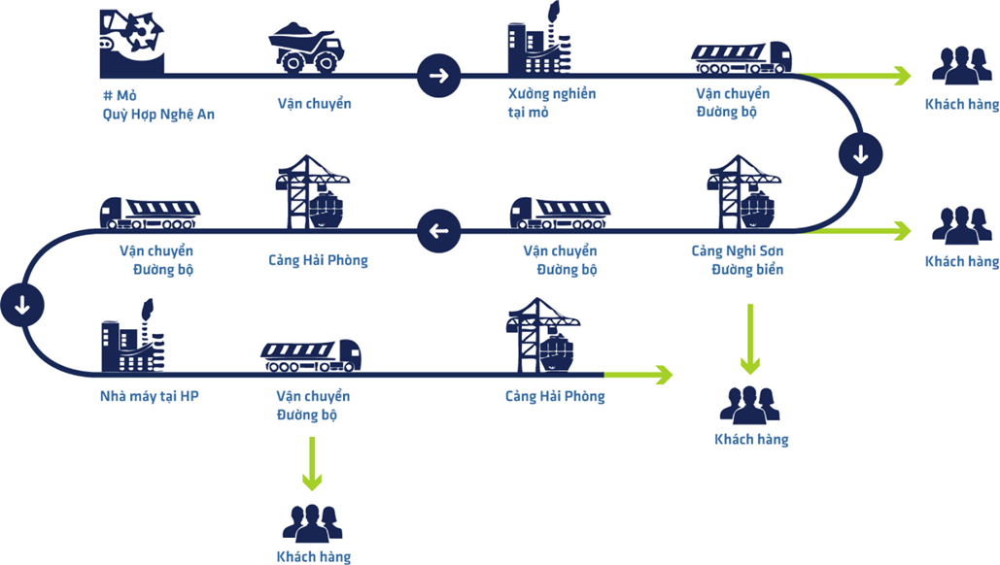 # Mỏ
Quỳ Hợp Nghệ An
Vận chuyển
Xưởng nghiền
tại mỏ
Vận chuyển
Đường bộ
Khách hàng
Vận chuyển
Đường bộ
Cảng Hải Phòng
Vận chuyển
Đường bộ
Cảng Nghi Sơn
Đường biển
Khách hàng
Nhà máy tại HP
Vận chuyển
Đường bộ
Cảng Hải Phòng
Khách hàng
Khách hàng